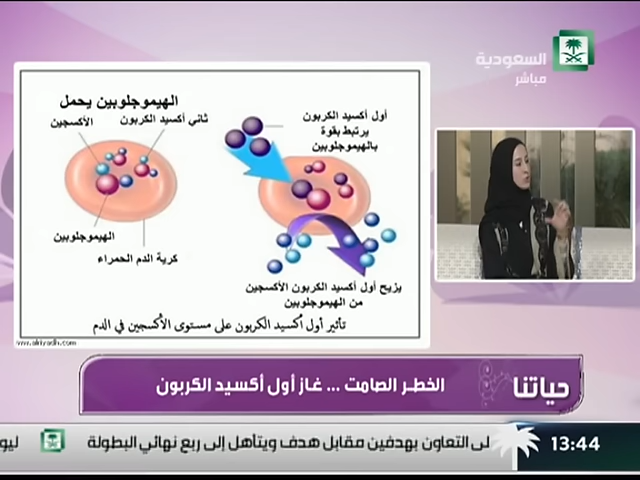 السعودية
مباشر
الهيموجلوبين يحمل
ثاني أكسيد الكربون
الأكسجين
الهيموجلوبين
كرية الدم الحمراء
أول أكسيد الكربون
يرتبط بقوة
بالهيموجلوبين
يزيح أول أكسيد الكربون الأكسجين
من الهيموجلوبين
تأثير أول أكسيد الكربون على مستوى الأكسجين في الدم
www.alriyadh.com
حياتنا
الخطر الصامت ... غاز أول أكسيد الكربون
لى التعاون بهدفين مقابل هدف ويتأهل إلى ربع نهائي البطولة
13:44